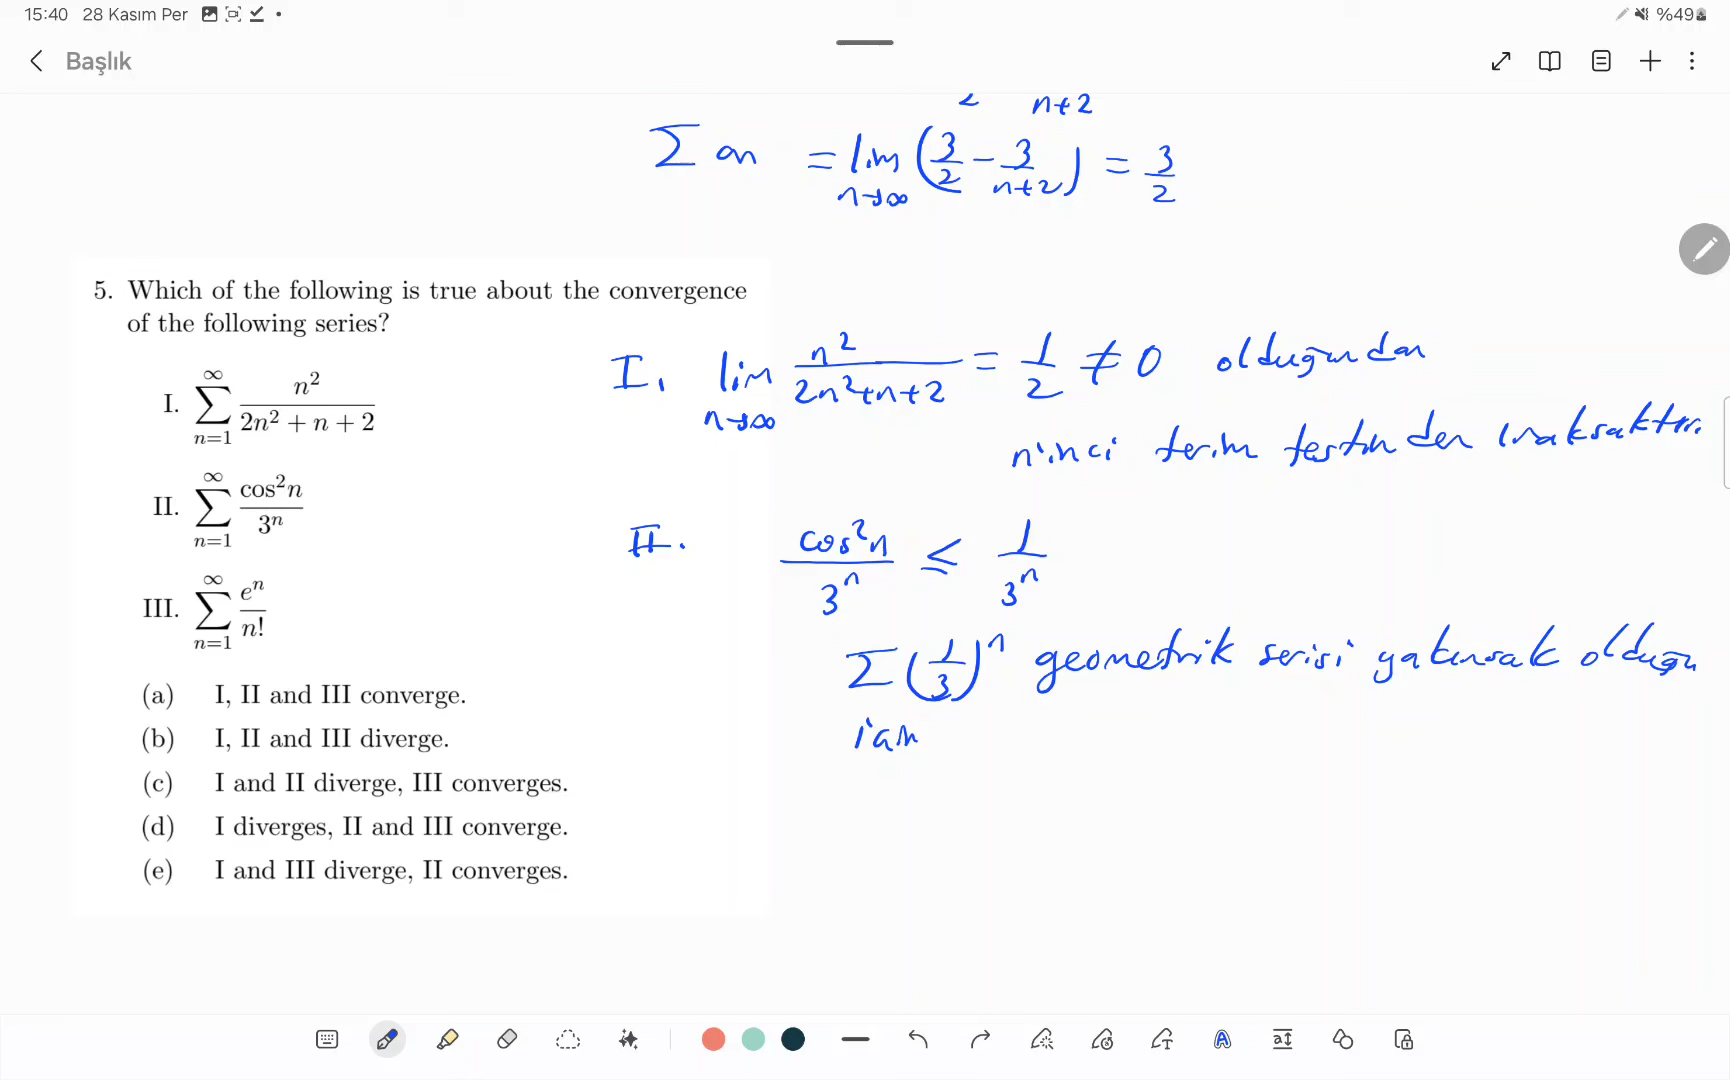 15:40 28 Kasım Per
%49
Başlık
2 n+2
Σ an = lim n→∞ (3/2 - 3/(n+2)) = 3/2
5. Which of the following is true about the convergence
of the following series?
I. ∑_{n=1}^{∞} n²/(2n² + n + 2)
II. ∑_{n=1}^{∞} cos²n/3ⁿ
III. ∑_{n=1}^{∞} eⁿ/n!
(a) I, II and III converge.
(b) I, II and III diverge.
(c) I and II diverge, III converges.
(d) I diverges, II and III converge.
(e) I and III diverge, II converges.
I. lim n→∞ n²/(2n²+n+2) = 1/2 ≠ 0 olduğundan
n'inci terim testinden ıraksaktır.
II. cos²n/3ⁿ ≤ 1/3ⁿ
Σ (1/3)ⁿ geometrik serisi yakınsak olduğu